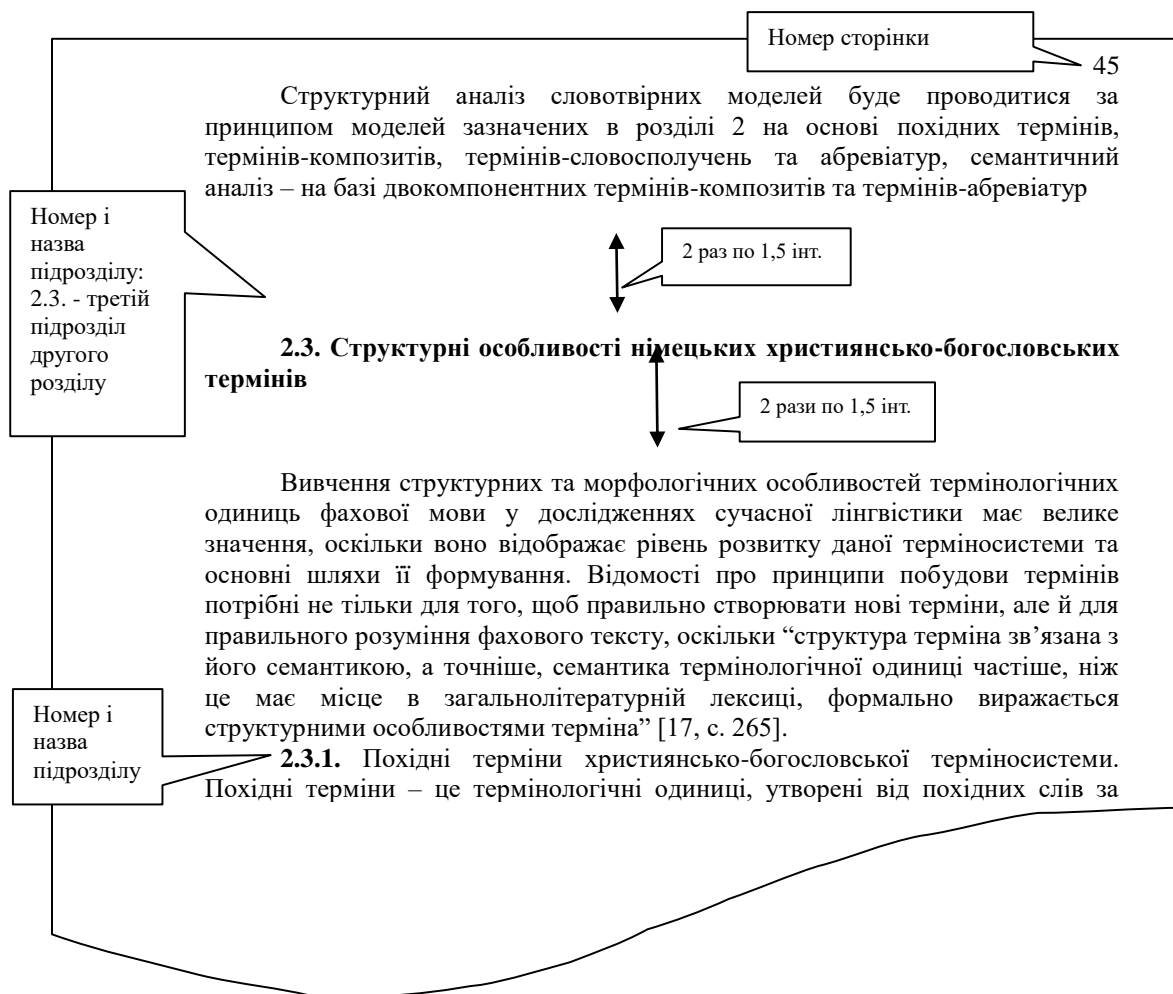 Номер сторінки
45
Структурний аналіз словотвірних моделей буде проводитися за
принципом моделей зазначених в розділі 2 на основі похідних термінів,
термінів-композитів, термінів-словосполучень та абревіатур, семантичний
аналіз – на базі двокомпонентних термінів-композитів та термінів-абревіатур
Номер і
назва
підрозділу:
2.3. - третій
підрозділ
другого
розділу
2 раз по 1,5 інт.
2.3. Структурні особливості німецьких християнсько-богословських
термінів
2 рази по 1,5 інт.
Вивчення структурних та морфологічних особливостей термінологічних
одиниць фахової мови у дослідженнях сучасної лінгвістики має велике
значення, оскільки воно відображає рівень розвитку даної терміносистеми та
основні шляхи її формування. Відомості про принципи побудови термінів
потрібні не тільки для того, щоб правильно створювати нові терміни, але й для
правильного розуміння фахового тексту, оскільки “структура терміна зв’язана з
його семантикою, а точніше, семантика термінологічної одиниці частіше, ніж
це має місце в загальнолітературній лексиці, формально виражається
структурними особливостями терміна” [17, с. 265].
Номер і
назва
підрозділу
2.3.1. Похідні терміни християнсько-богословської терміносистеми.
Похідні терміни – це термінологічні одиниці, утворені від похідних слів за